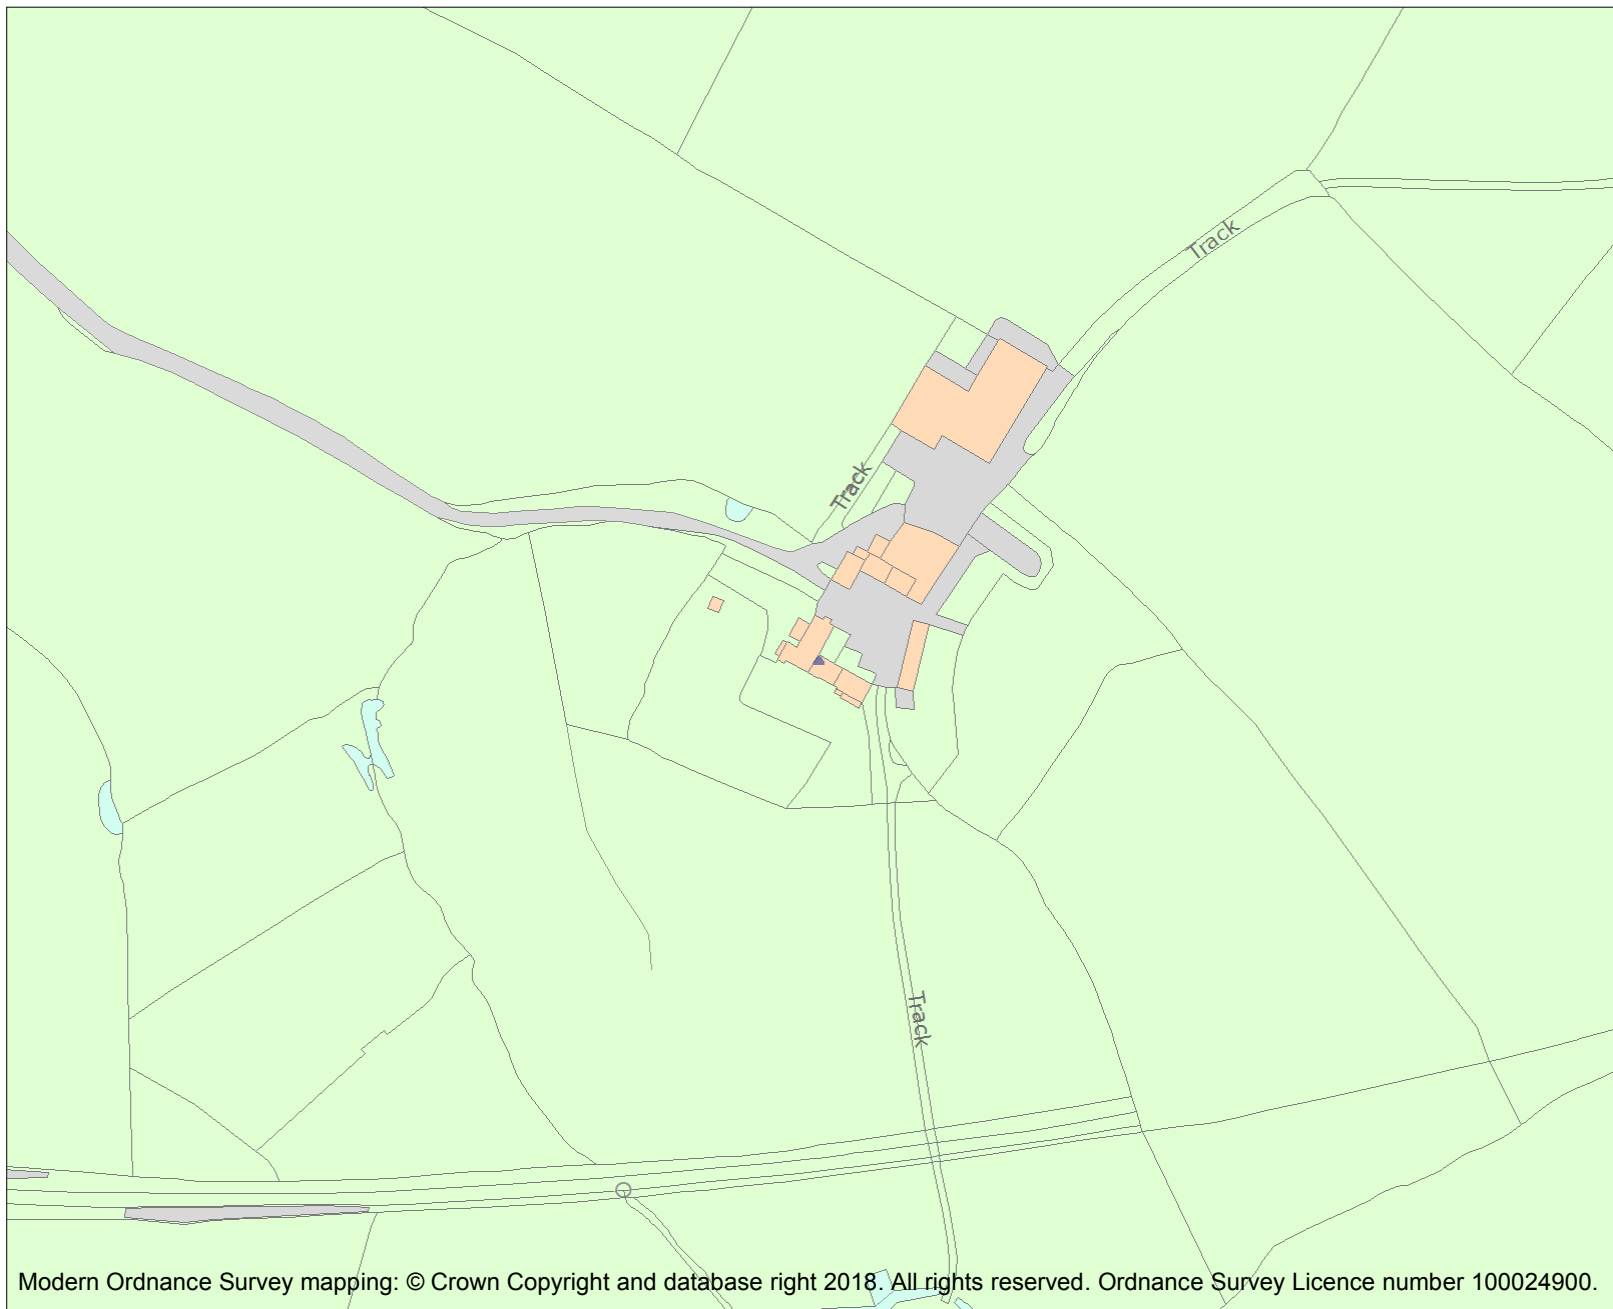 Track
Track
Track
Modern Ordnance Survey mapping: © Crown Copyright and database right 2018. All rights reserved. Ordnance Survey Licence number 100024900.